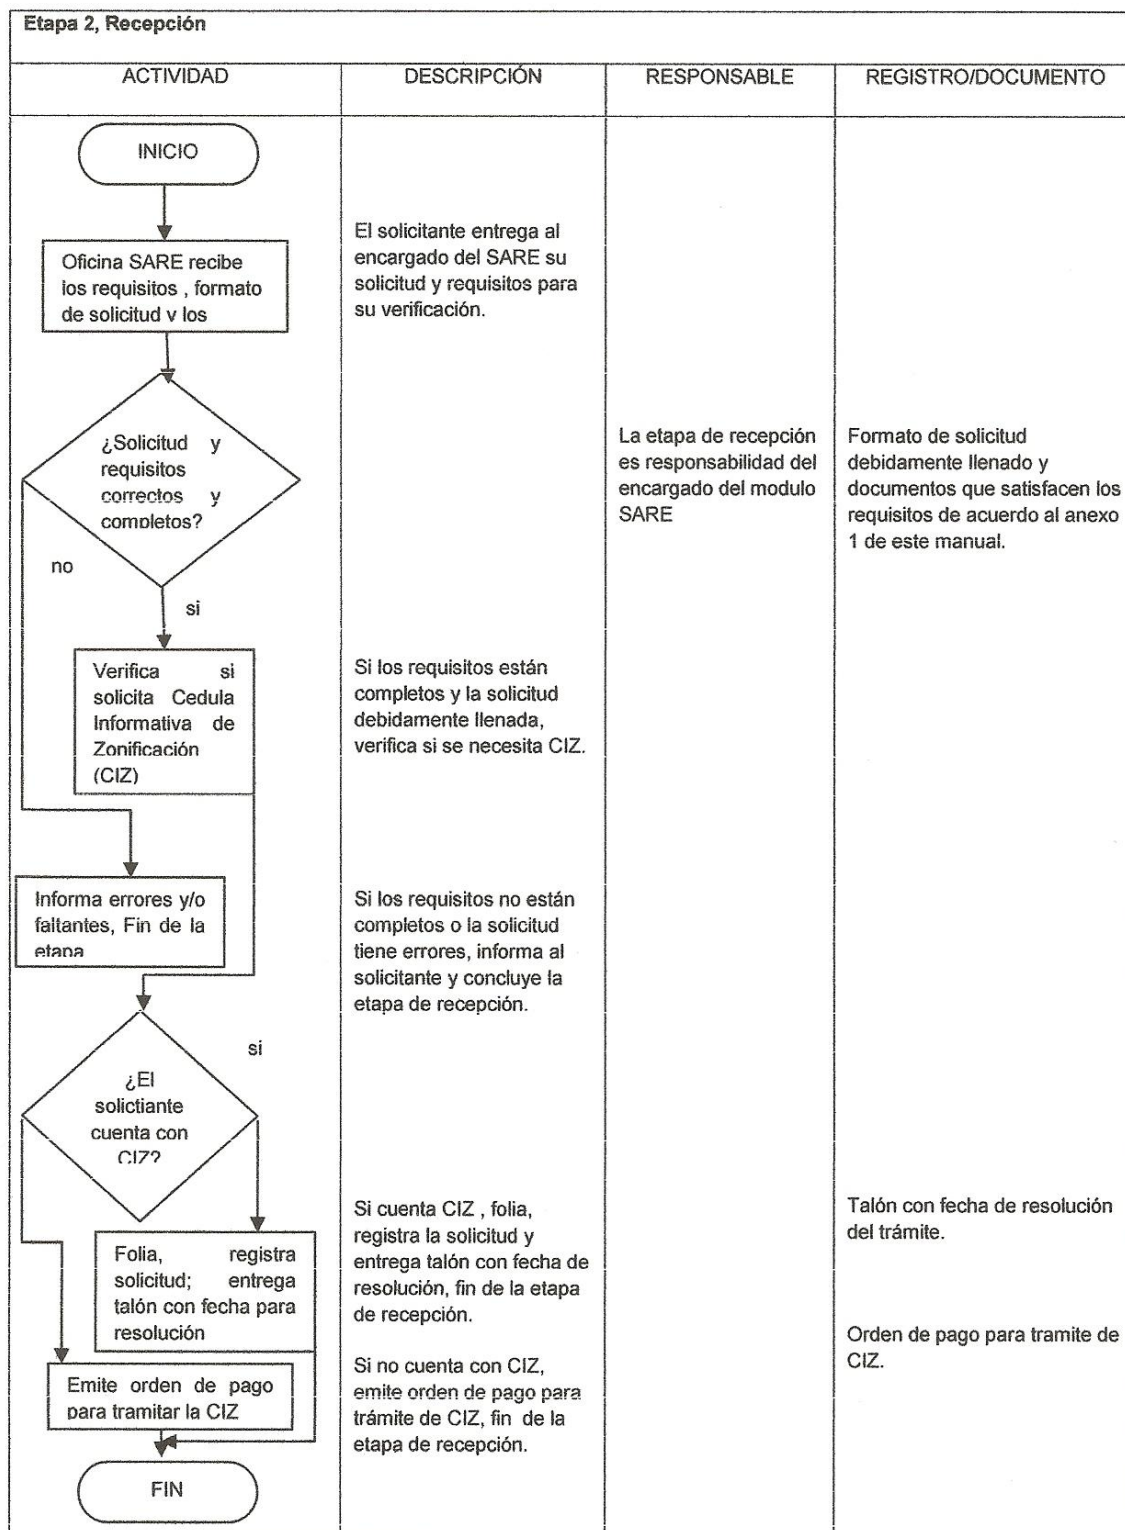 Etapa 2, Recepción
ACTIVIDAD
DESCRIPCIÓN
RESPONSABLE
REGISTRO/DOCUMENTO
INICIO
Oficina SARE recibe
los requisitos , formato
de solicitud y los
El solicitante entrega al
encargado del SARE su
solicitud y requisitos para
su verificación.
¿Solicitud y
requisitos
correctos y
completos?
La etapa de recepción
es responsabilidad del
encargado del modulo
SARE
Formato de solicitud
debidamente llenado y
documentos que satisfacen los
requisitos de acuerdo al anexo
1 de este manual.
no
si
Verifica si
solicita Cedula
Informativa de
Zonificación
(CIZ)
Si los requisitos están
completos y la solicitud
debidamente llenada,
verifica si se necesita CIZ.
Informa errores y/o
faltantes, Fin de la
etapa
Si los requisitos no están
completos o la solicitud
tiene errores, informa al
solicitante y concluye la
etapa de recepción.
si
¿El
solictiante
cuenta con
CIZ?
Folia, registra
solicitud; entrega
talón con fecha para
resolución
Si cuenta CIZ , folia,
registra la solicitud y
entrega talón con fecha de
resolución, fin de la etapa
de recepción.
Talón con fecha de resolución
del trámite.
Emite orden de pago
para tramitar la CIZ
Si no cuenta con CIZ,
emite orden de pago para
trámite de CIZ, fin de la
etapa de recepción.
Orden de pago para tramite de
CIZ.
FIN